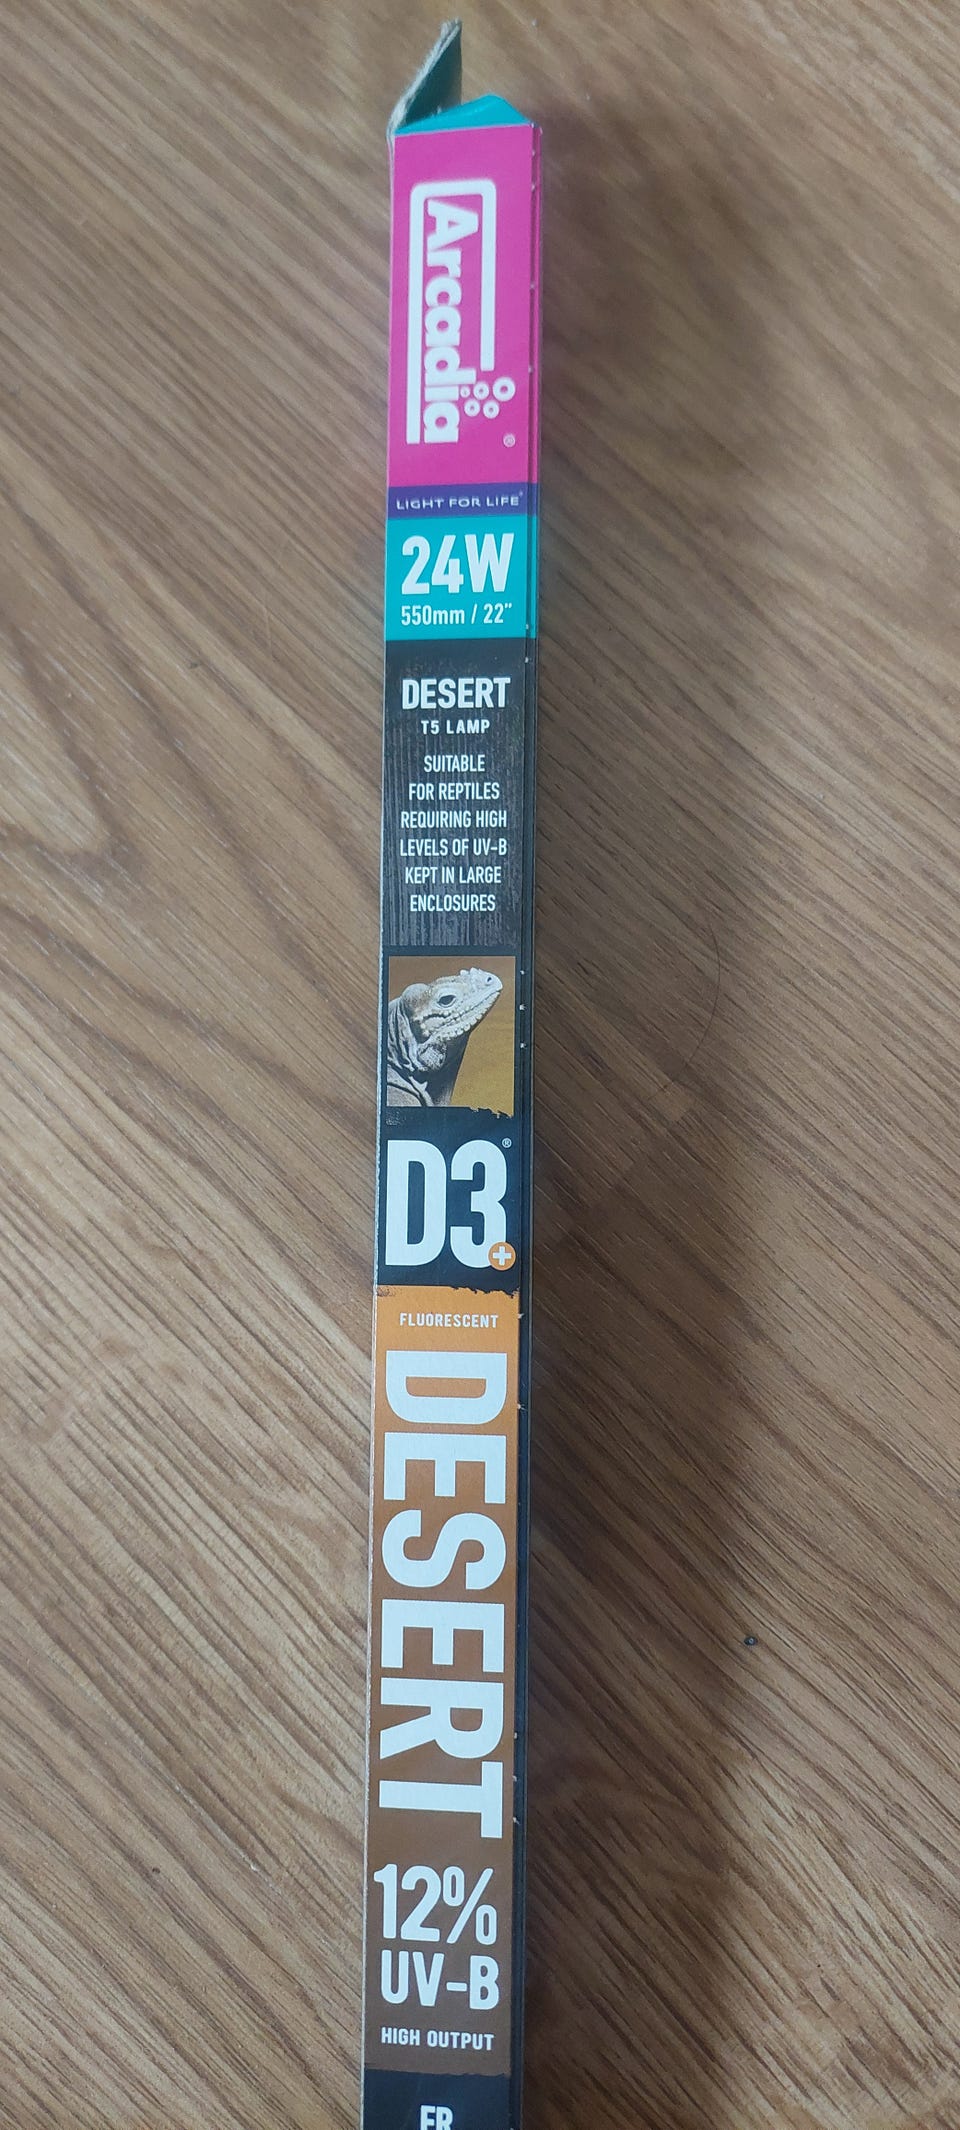 Arcadia®
LIGHT FOR LIFE®
24W
550mm / 22"
DESERT
T5 LAMP
SUITABLE
FOR REPTILES
REQUIRING HIGH
LEVELS OF UV-B
KEPT IN LARGE
ENCLOSURES
D3®+
FLUORESCENT
DESERT
12%
UV-B
HIGH OUTPUT
FR